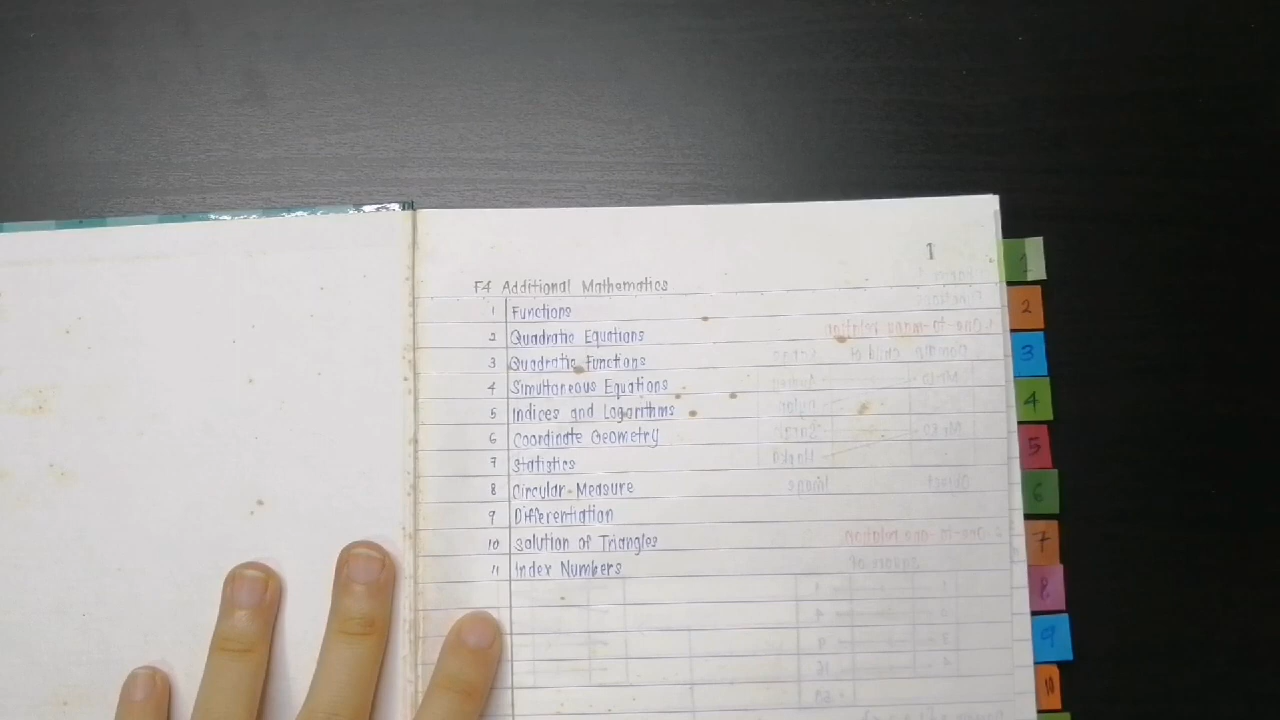 1
F4 Additional Mathematics
1 Functions
2 Quadratic Equations
3 Quadratic Functions
4 Simultaneous Equations
5 Indices and Logarithms
6 Coordinate Geometry
7 Statistics
8 Circular Measure
9 Differentiation
10 Solution of Triangles
11 Index Numbers
1
2
3
4
5
6
7
8
9
10